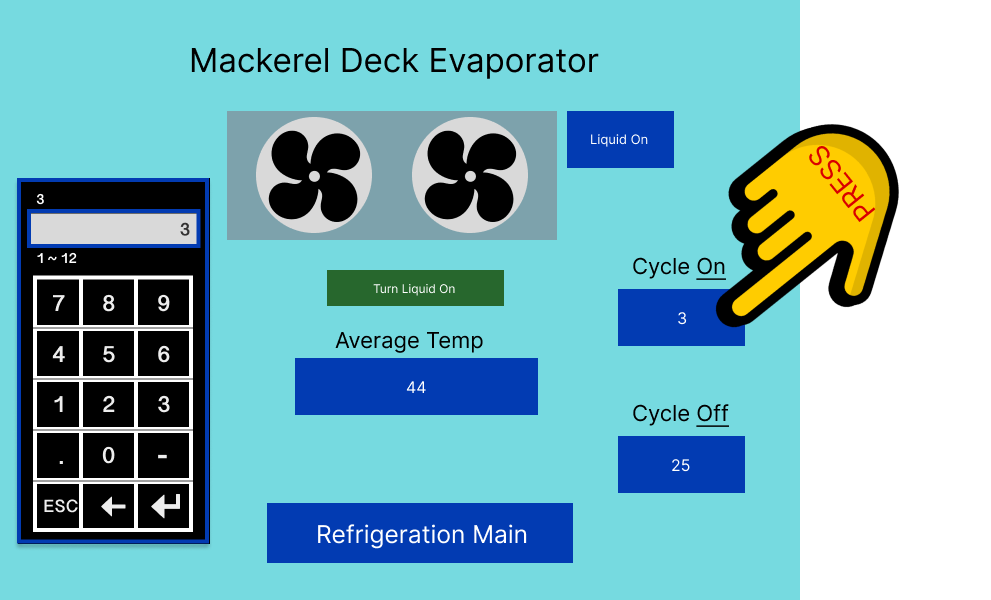 Mackerel Deck Evaporator
Liquid On
PRESS
3
3
1 ~ 12
7 8 9
4 5 6
1 2 3
. 0 -
ESC
Turn Liquid On
Average Temp
44
Cycle On
3
Cycle Off
25
Refrigeration Main